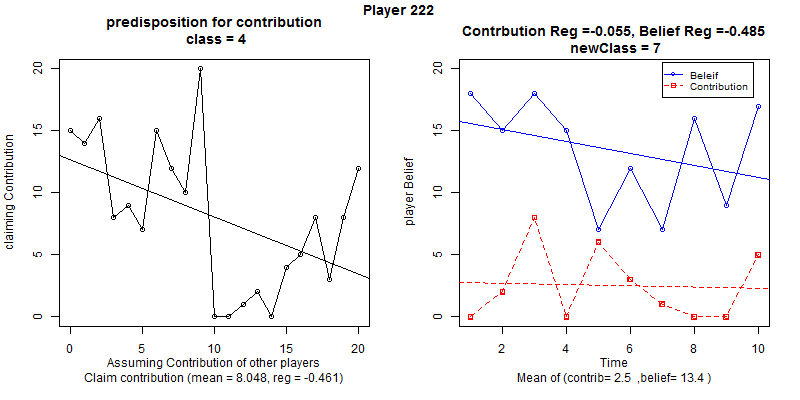 Player 222
predisposition for contribution
class = 4
claiming Contribution
20
15
10
5
0
0 5 10 15 20
Assuming Contribution of other players
Claim contribution (mean = 8.048, reg = -0.461)
Contrbution Reg =-0.055, Belief Reg =-0.485
newClass = 7
Beleif
Contribution
player Belief
20
15
10
5
0
2 4 6 8 10
Time
Mean of (contrib= 2.5 ,belief= 13.4 )